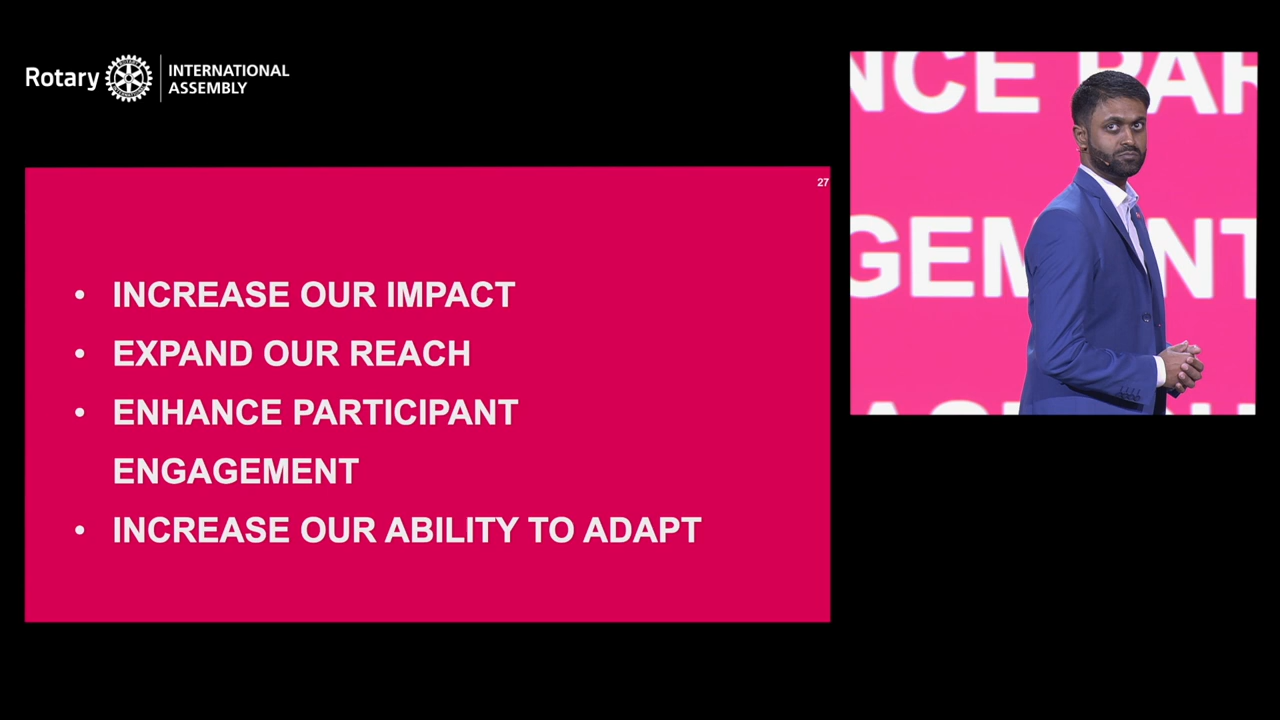 Rotary
INTERNATIONAL
ASSEMBLY
27
• INCREASE OUR IMPACT
• EXPAND OUR REACH
• ENHANCE PARTICIPANT
ENGAGEMENT
• INCREASE OUR ABILITY TO ADAPT
NCE PAR
GEM NT